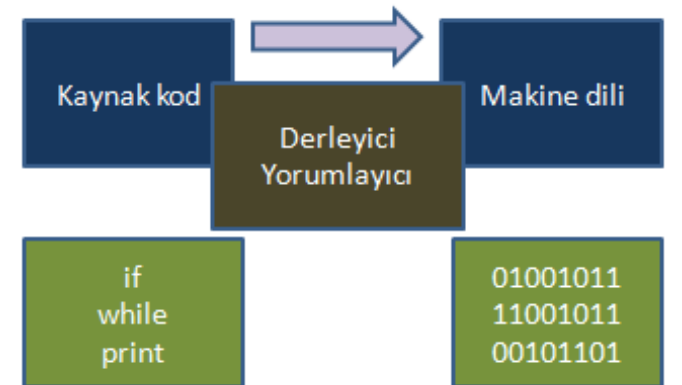 Kaynak kod
Derleyici
Yorumlayıcı
Makine dili
if
while
print
01001011
11001011
00101101